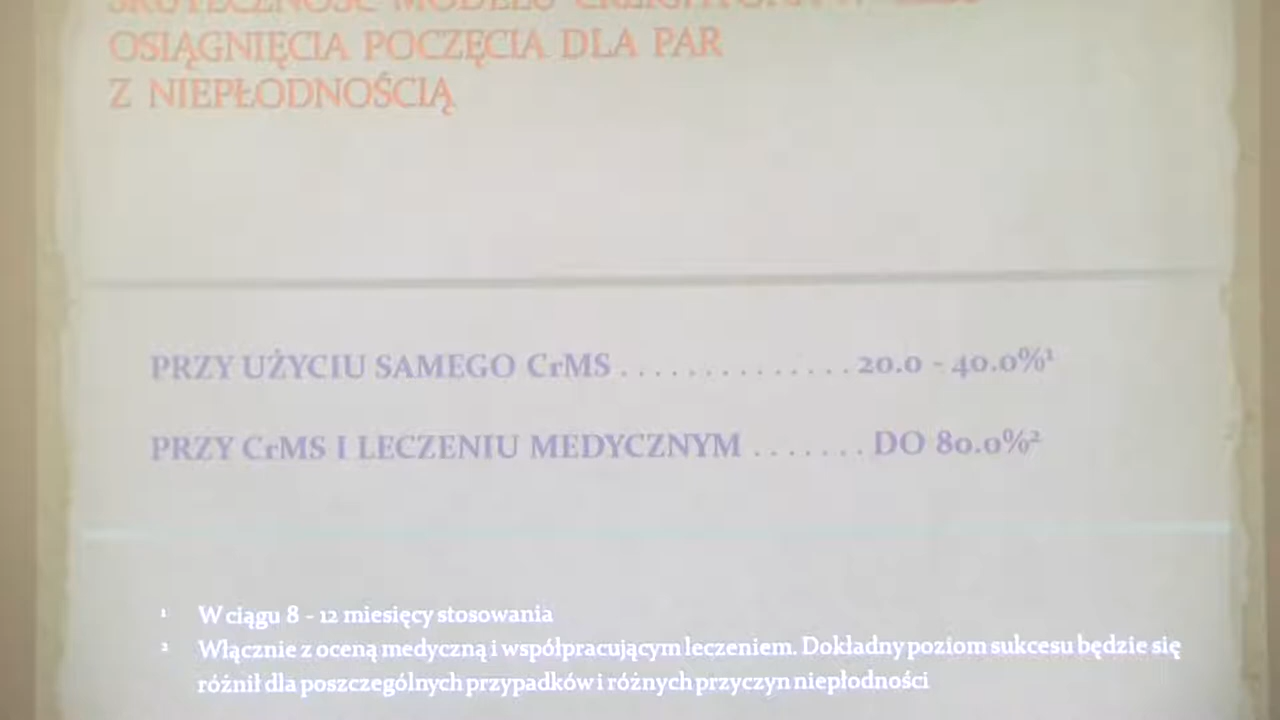 SKUTECZNOŚĆ MODELU
OSIĄGNIĘCIA POCZĘCIA DLA PAR
Z NIEPŁODNOŚCIĄ
PRZY UŻYCIU SAMEGO CrMS . . . . . . . . . . . . . . 20.0 - 40.0%¹
PRZY CrMS I LECZENIU MEDYCZNYM . . . . . . . DO 80.0%²
¹ W ciągu 8 - 12 miesięcy stosowania
² Włącznie z oceną medyczną i współpracującym leczeniem. Dokładny poziom sukcesu będzie się
różnił dla poszczególnych przypadków i różnych przyczyn niepłodności